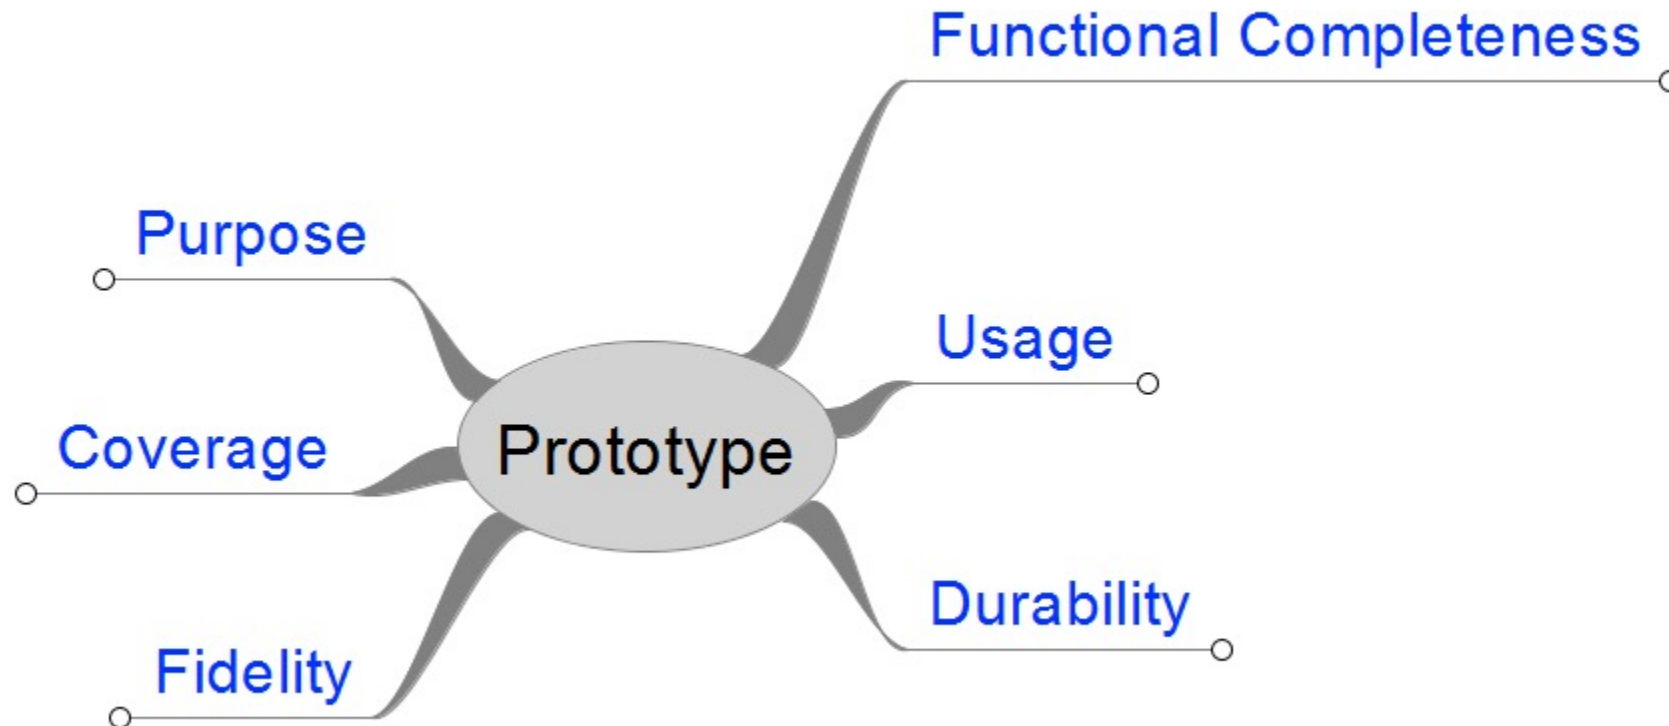 Functional Completeness
Purpose
Usage
Coverage
Prototype
Durability
Fidelity